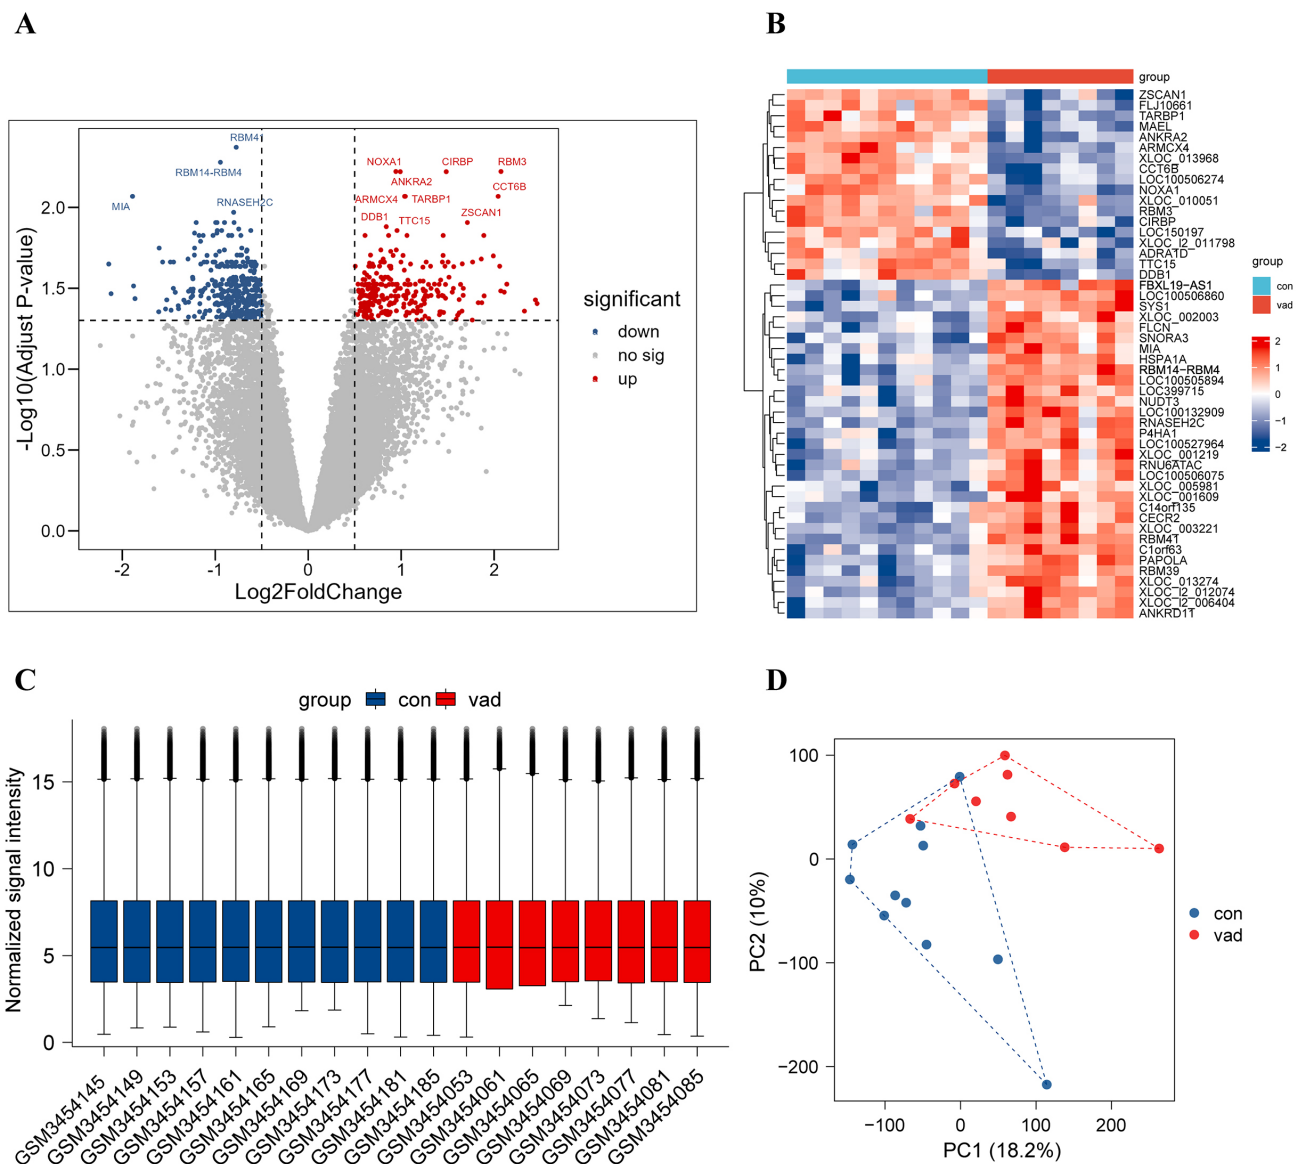 A
RBM41
RBM14-RBM4
MIA
RNASEH2C
NOXA1
CIRBP
RBM3
ANKRA2
CCT6B
ARMCX4
TARBP1
DDB1
TTC15
ZSCAN1
-Log10(Adjust P-value)
2.0
1.5
1.0
0.5
0.0
-2
-1
0
1
2
Log2FoldChange
significant
down
no sig
up
B
group
ZSCAN1
FLJ10661
TARBP1
MAEL
ANKRA2
ARMCX4
XLOC_013968
CCT6B
LOC100506274
NOXA1
XLOC_010051
RBM3
CIRBP
LOC150197
XLOC_l2_011798
ADRA1D
TTC15
DDB1
FBXL19-AS1
LOC100506860
SYS1
XLOC_002003
FLCN
SNORA3
MIA
HSPA1A
RBM14-RBM4
LOC100505894
LOC399715
NUDT3
LOC100132909
RNASEH2C
P4HA1
LOC100527964
XLOC_001219
RNU6ATAC
LOC100506075
XLOC_005981
XLOC_001609
C14orf135
CECR2
XLOC_003221
RBM41
C1orf63
PAPOLA
RBM39
XLOC_013274
XLOC_l2_012074
XLOC_l2_006404
ANKRD11
group
con
vad
2
1
0
−1
−2
C
group con vad
Normalized signal intensity
15
10
5
0
GSM3454145
GSM3454149
GSM3454153
GSM3454157
GSM3454161
GSM3454165
GSM3454169
GSM3454173
GSM3454177
GSM3454181
GSM3454185
GSM3454053
GSM3454061
GSM3454065
GSM3454069
GSM3454073
GSM3454077
GSM3454081
GSM3454085
D
PC2 (10%)
100
0
−100
−200
−100
0
100
200
PC1 (18.2%)
con
vad